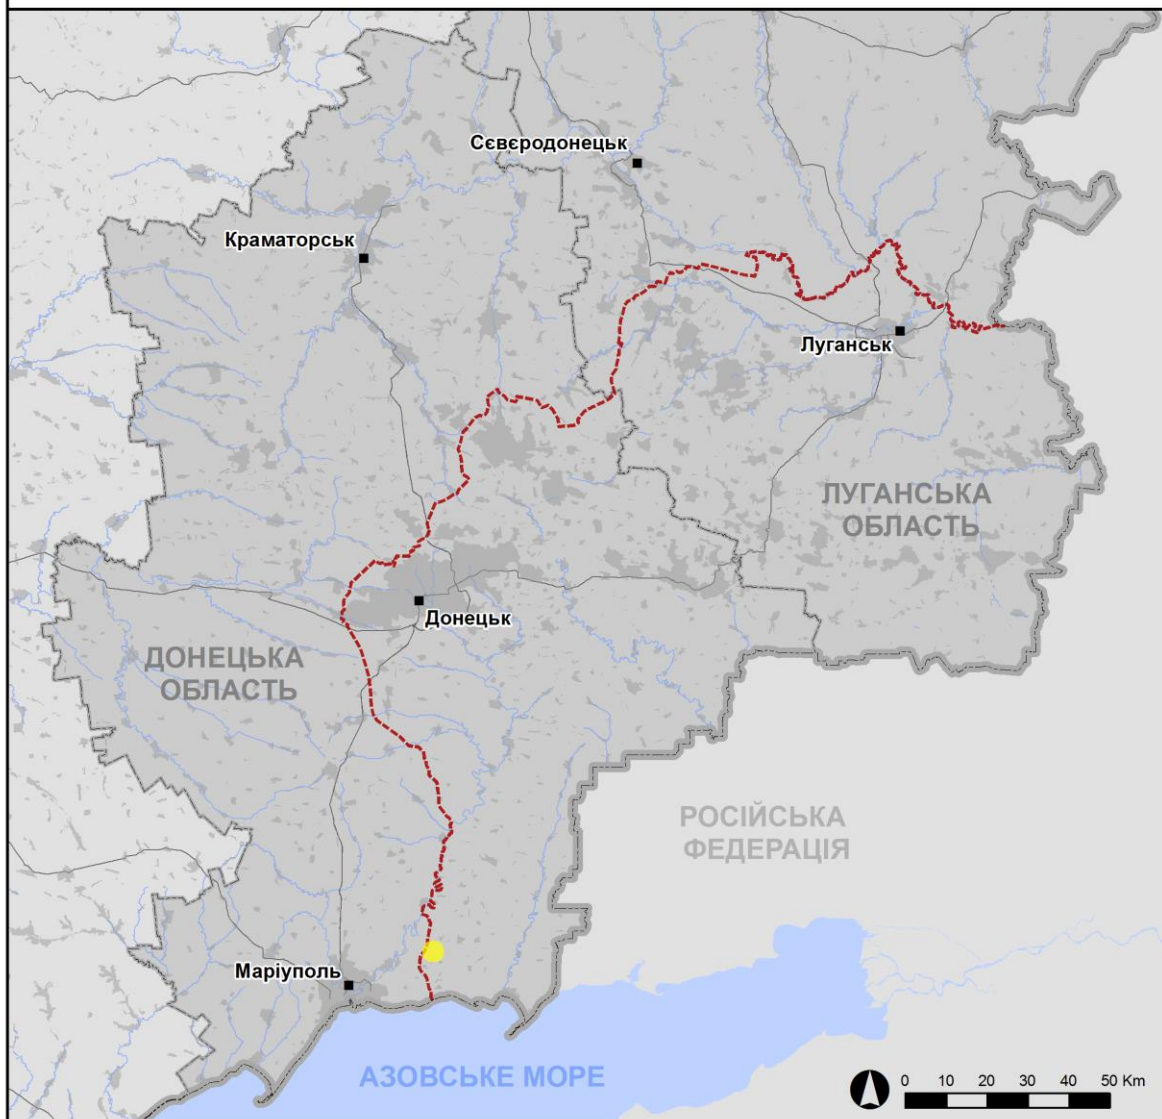 Сєвєродонецьк
Краматорськ
Луганськ
ЛУГАНСЬКА
ОБЛАСТЬ
Донецьк
ДОНЕЦЬКА
ОБЛАСТЬ
РОСІЙСЬКА
ФЕДЕРАЦІЯ
Маріуполь
АЗОВСЬКЕ МОРЕ
0 10 20 30 40 50 Km